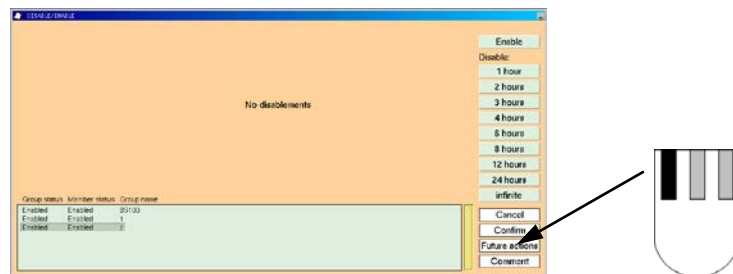 DISABLE/ENABLE
Enable
Disable:
1 hour
2 hours
3 hours
4 hours
6 hours
8 hours
12 hours
24 hours
infinite
No disablements
Group status Member status Group name
Enabled Enabled
Enabled Enabled 1
Enabled Enabled 2
Cancel
Confirm
Future actions
Comment